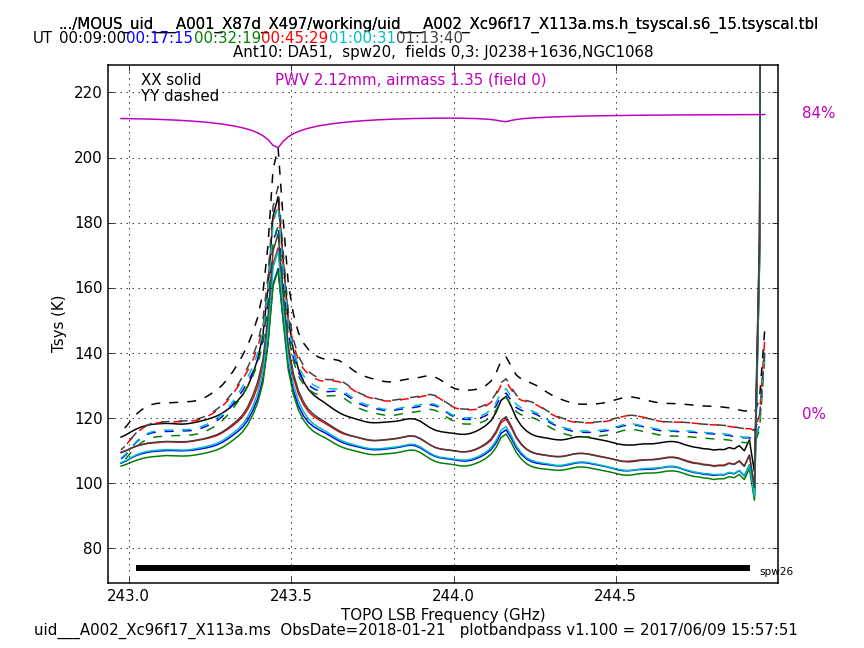 .../MOUS_uid___A001_X87d_X497/working/uid___A002_Xc96f17_X113a.ms.h_tsyscal.s6_15.tsyscal.tbl
UT 00:09:00 00:17:15 00:32:19 00:45:29 01:00:31 01:13:40
Ant10: DA51, spw20, fields 0,3: J0238+1636,NGC1068
XX solid
PWV 2.12mm, airmass 1.35 (field 0)
YY dashed
84%
0%
220
200
180
160
140
120
100
80
Tsys (K)
spw26
243.0 243.5 244.0 244.5
TOPO LSB Frequency (GHz)
uid___A002_Xc96f17_X113a.ms ObsDate=2018-01-21 plotbandpass v1.100 = 2017/06/09 15:57:51